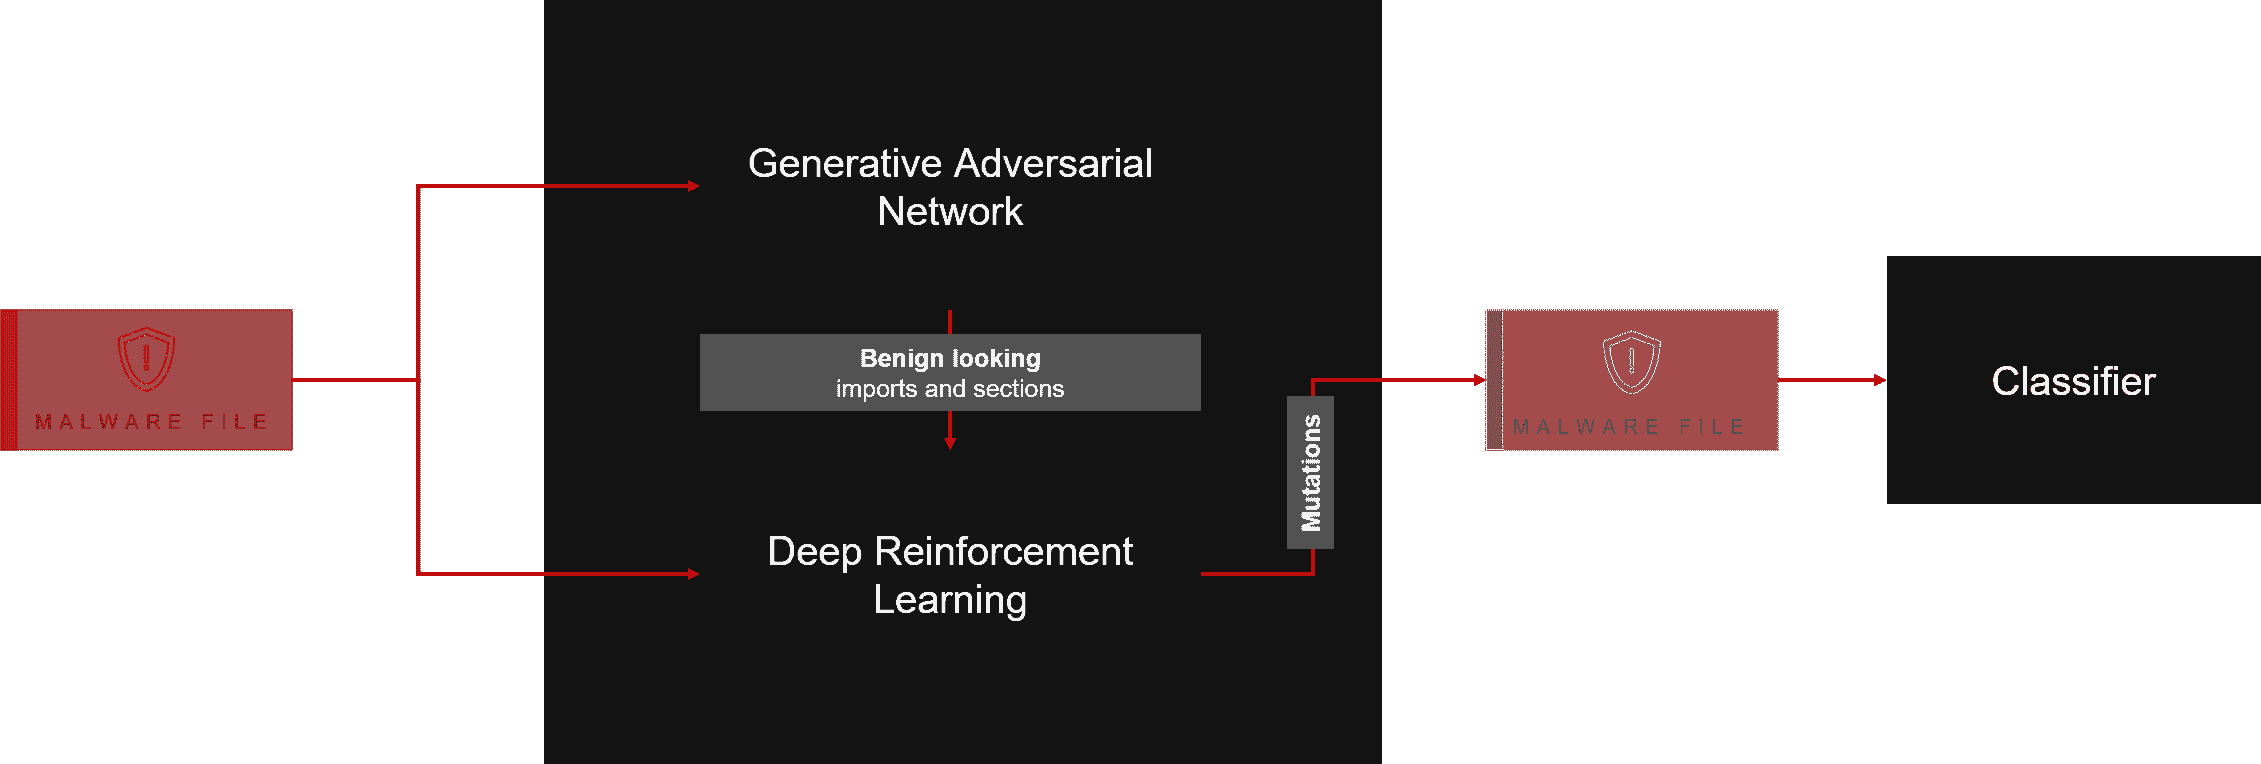 Generative Adversarial
Network
Benign looking
imports and sections
MALWARE FILE
Deep Reinforcement
Learning
Mutations
MALWARE FILE
Classifier